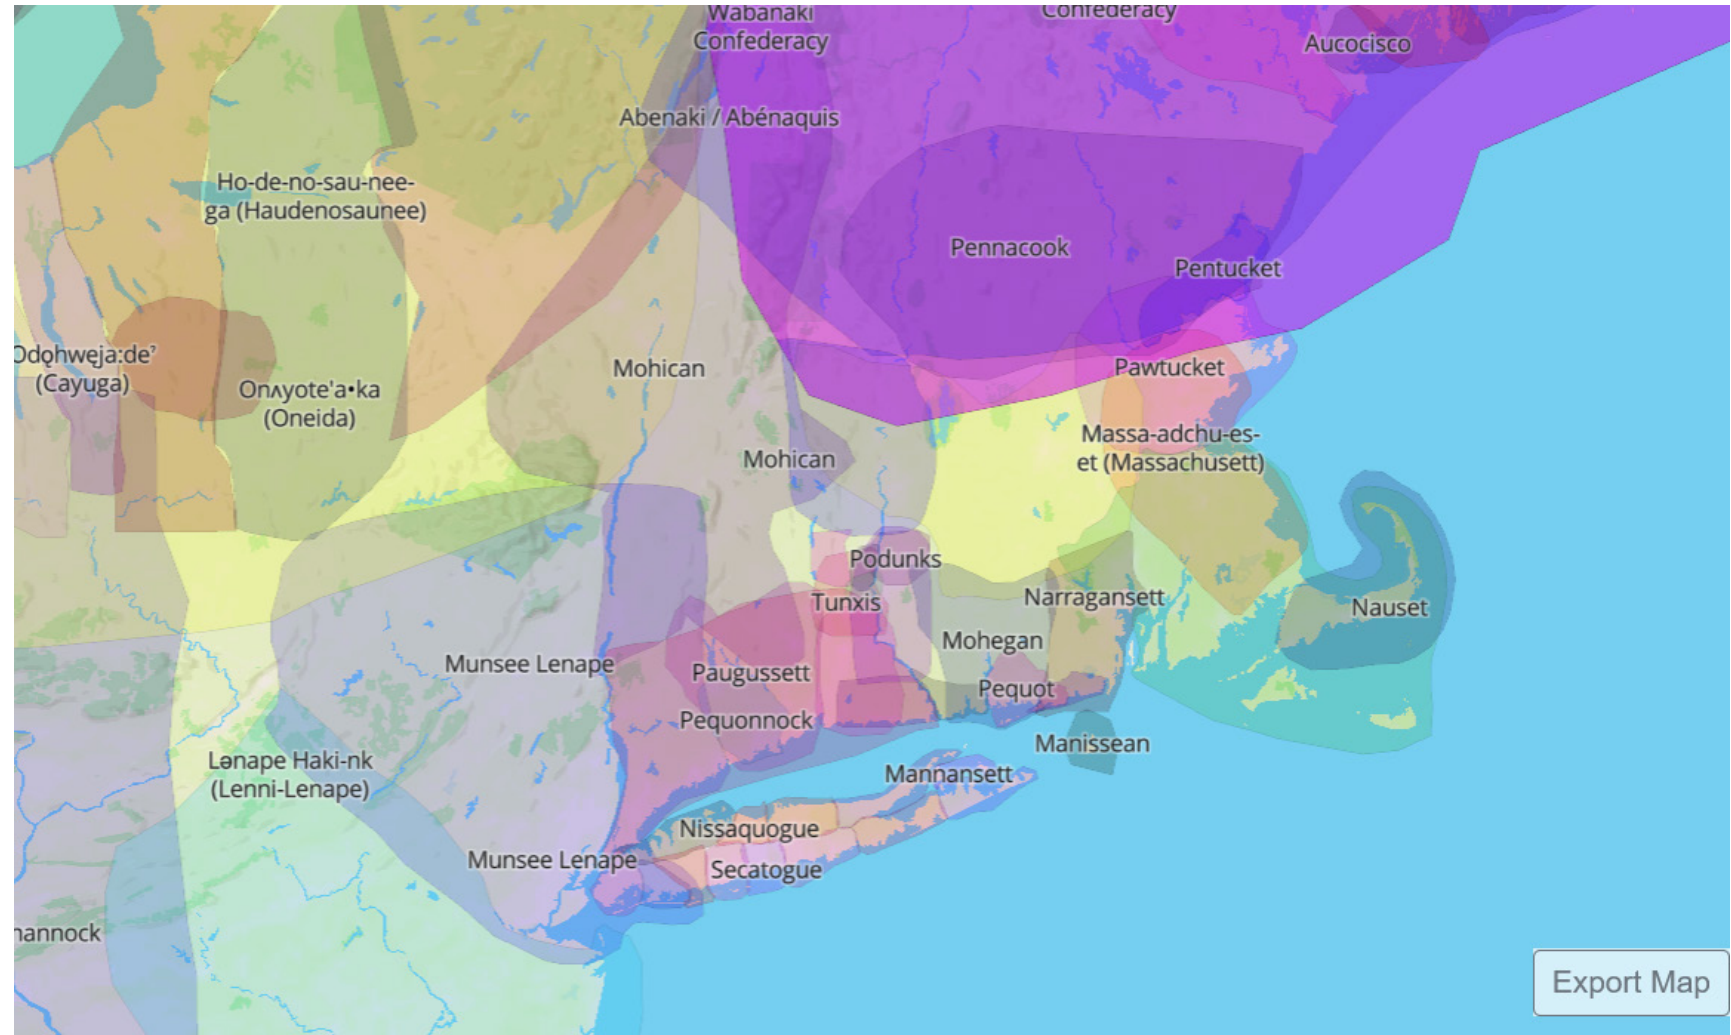 Wabanaki
Confederacy
Confederacy
Aucocisco
Abenaki / Abénaquis
Ho-de-no-sau-nee-
ga (Haudenosaunee)
Pennacook
Pentucket
Odǫhwęja:deˀ
(Cayuga)
Onʌyote'a•ka
(Oneida)
Mohican
Pawtucket
Massa-adchu-es-
et (Massachusett)
Mohican
Podunks
Tunxis
Narragansett
Nauset
Mohegan
Munsee Lenape
Paugussett
Pequot
Pequonnock
Manissean
Lənape Haki-nk
(Lenni-Lenape)
Mannansett
Nissaquogue
Munsee Lenape
Secatogue
hannock
Export Map